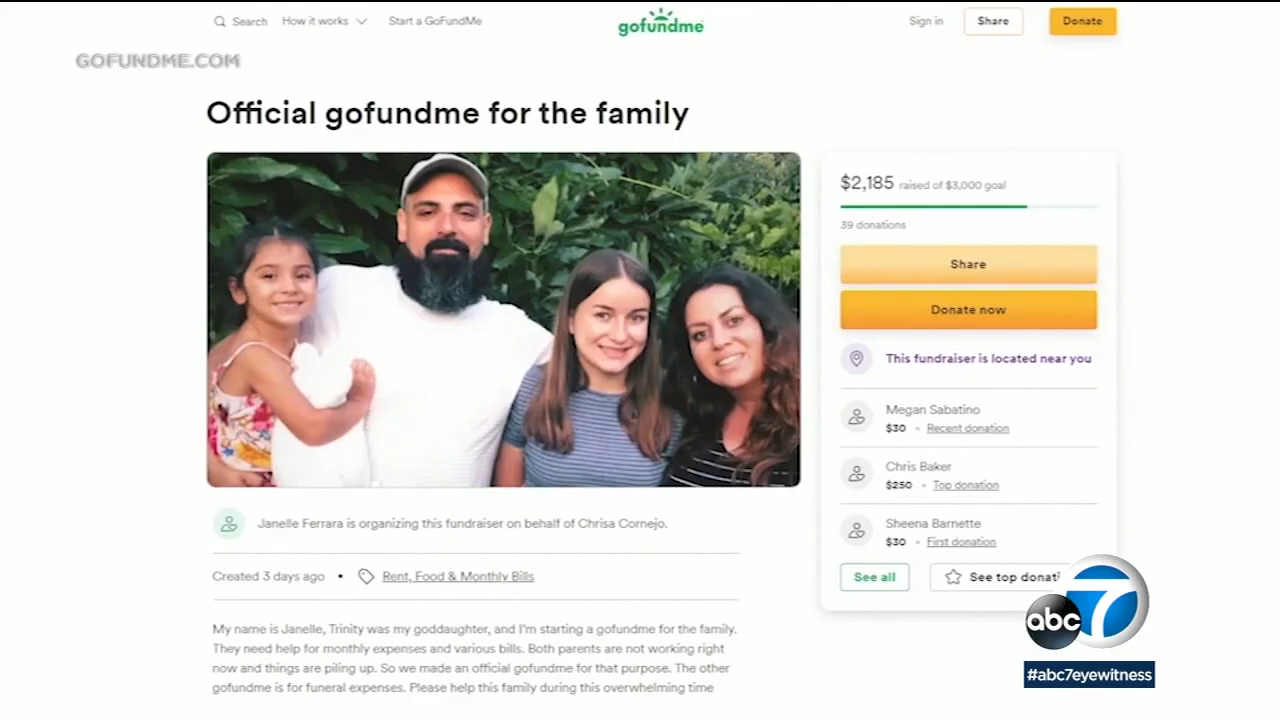 Search How it works Start a GoFundMe gofundme Sign in Share Donate
GOFUNDME.COM
Official gofundme for the family
$2,185 raised of $3,000 goal
39 donations
Share
Donate now
This fundraiser is located near you
Megan Sabatino
$30 • Recent donation
Chris Baker
$250 • Top donation
Sheena Barnette
$30 • First donation
See all See top donati
Janelle Ferrara is organizing this fundraiser on behalf of Chrisa Cornejo.
Created 3 days ago • Rent, Food & Monthly Bills
My name is Janelle, Trinity was my goddaughter, and I'm starting a gofundme for the family.
They need help for monthly expenses and various bills. Both parents are not working right
now and things are piling up. So we made an official gofundme for that purpose. The other
gofundme is for funeral expenses. Please help this family during this overwhelming time
abc 7
#abc7eyewitness